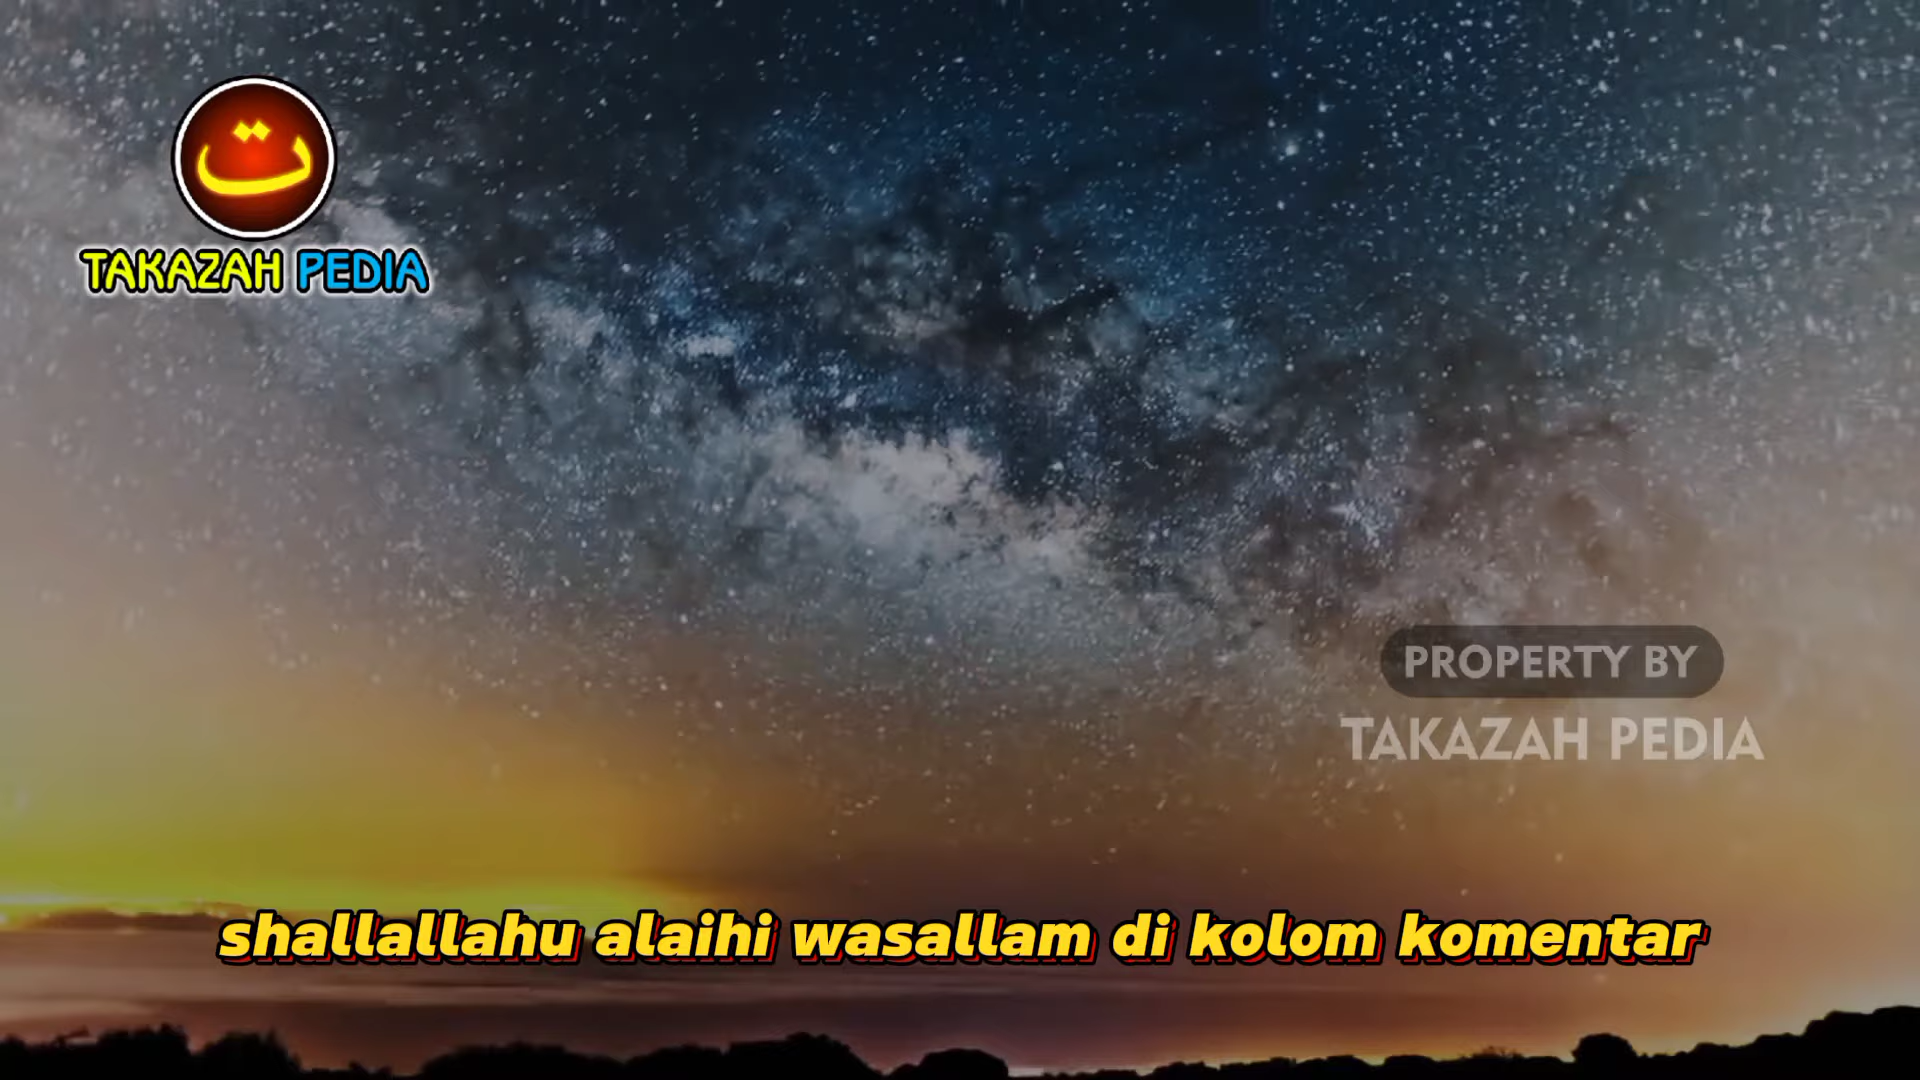 ت
TAKAZAH PEDIA
PROPERTY BY
TAKAZAH PEDIA
shallallahu alaihi wasallam di kolom komentar